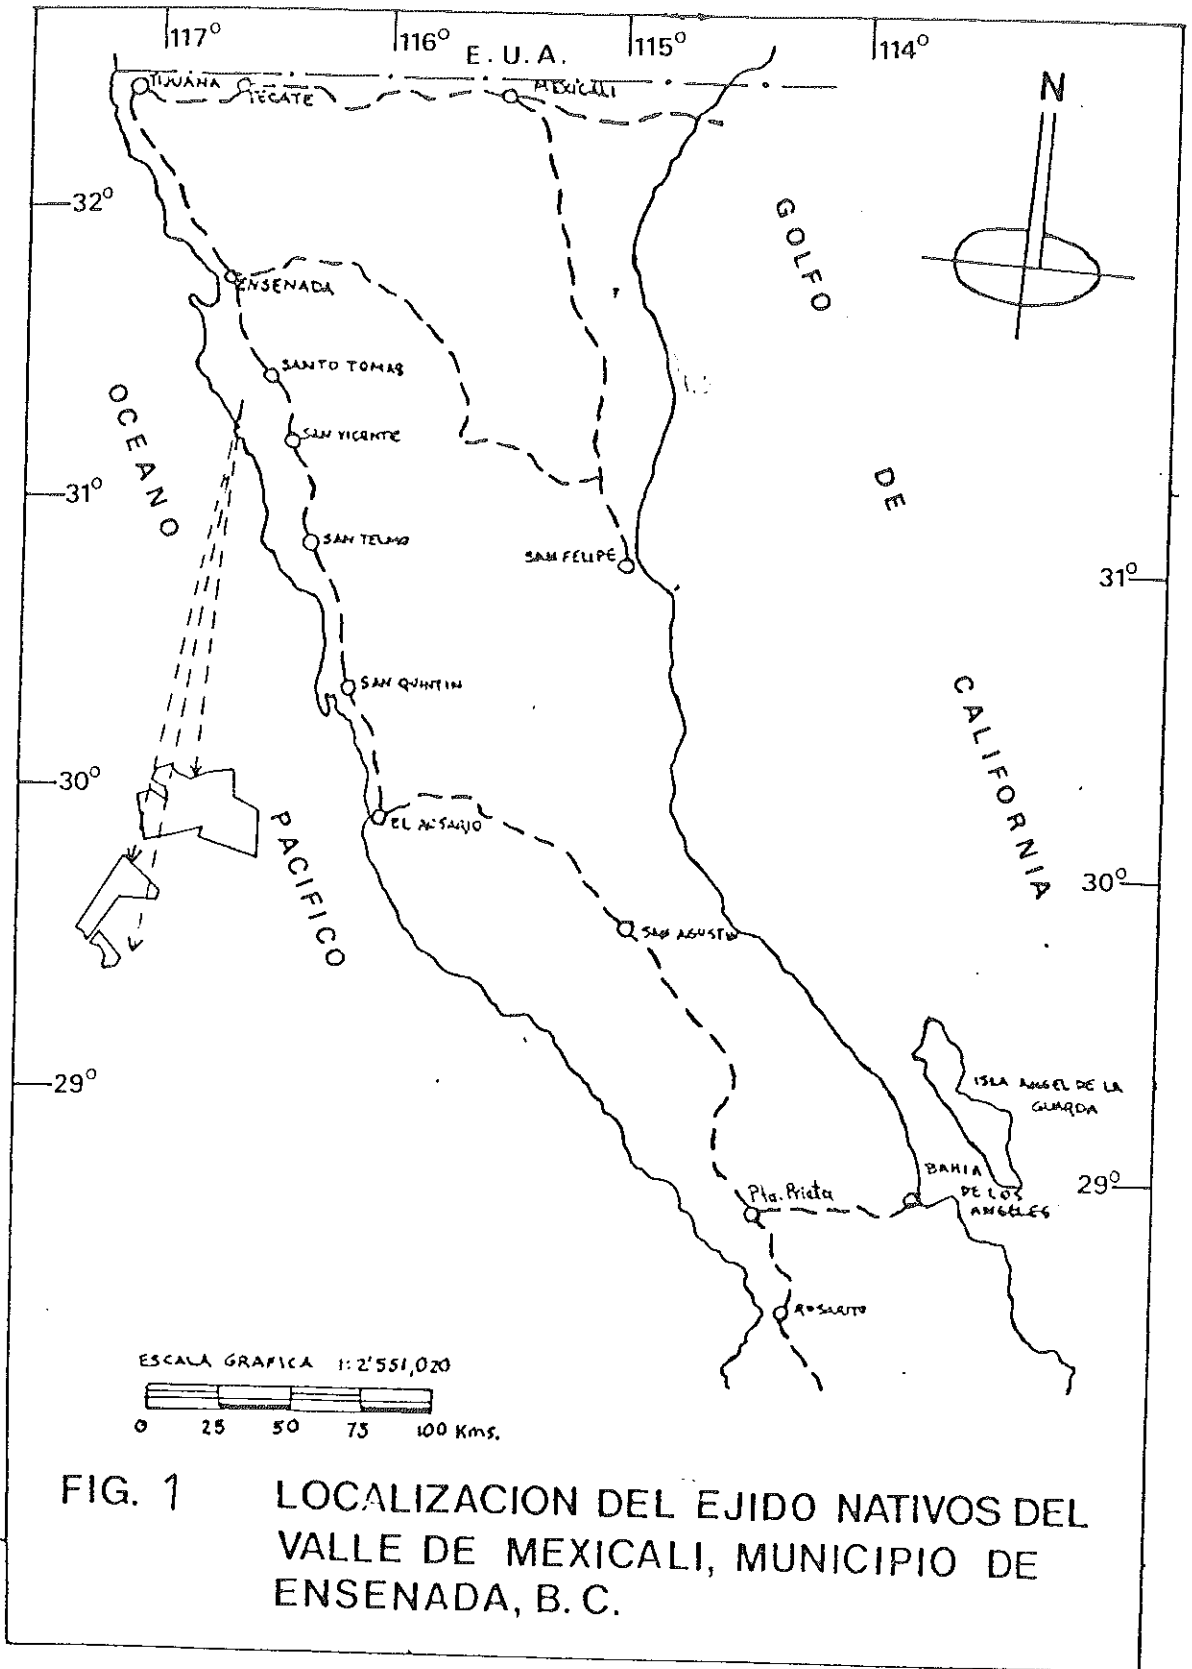 117° 116° 115° 114°
E. U. A.
TIJUANA
TECATE
MEXICALI
N
32°
GOLFO
ENSENADA
SANTO TOMAS
OCEANO
SAN VICENTE
DE
31°
SAN TELMO
SAN FELIPE
31°
SAN QUINTIN
CALIFORNIA
30°
PACIFICO
EL ROSARIO
30°
SAN AGUSTIN
29°
ISLA ANGEL DE LA
GUARDA
BAHIA
DE LOS
ANGELES
29°
Pta. Prieta
ROSARITO
ESCALA GRAFICA 1:2'551,020
0 25 50 75 100 Kms.
FIG. 1 LOCALIZACION DEL EJIDO NATIVOS DEL
VALLE DE MEXICALI, MUNICIPIO DE
ENSENADA, B. C.